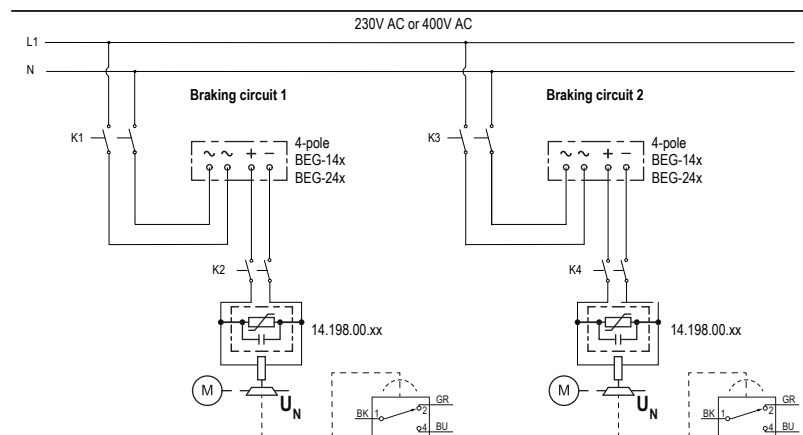 230V AC or 400V AC
L1
N
Braking circuit 1
Braking circuit 2
K1
4-pole
BEG-14x
BEG-24x
∼ ∼ + −
K3
4-pole
BEG-14x
BEG-24x
∼ ∼ + −
K2
K4
14.198.00.xx
14.198.00.xx
M
U_N
BK 1 2 GR
4 BU
M
U_N
BK 1 2 GR
4 BU